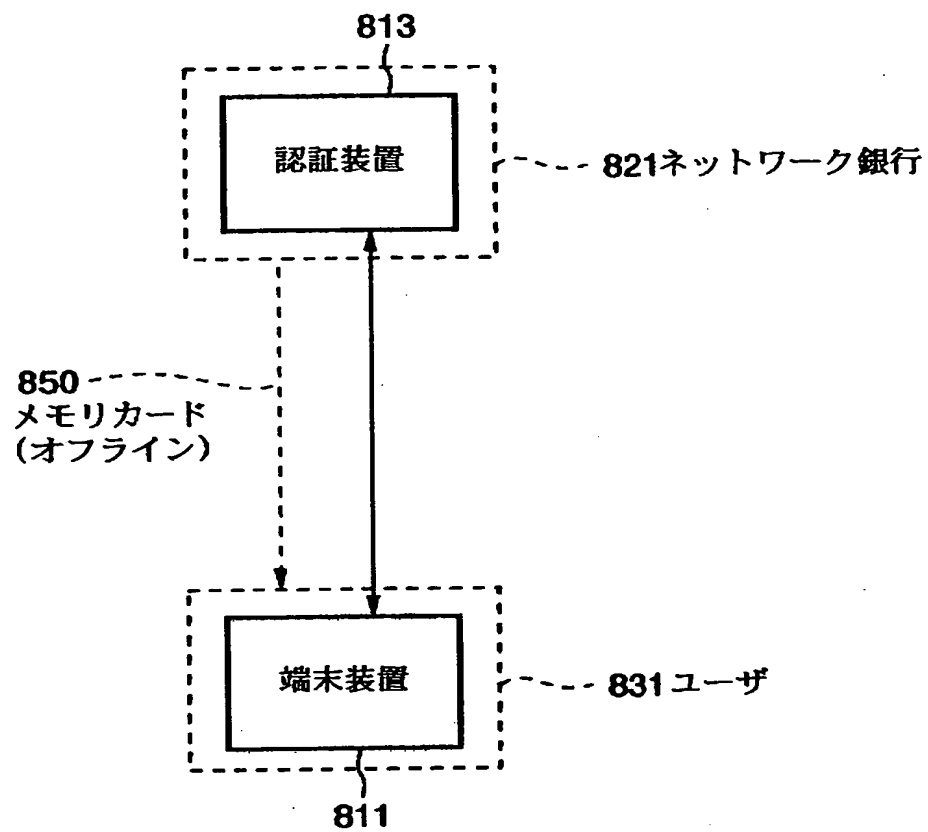 813
認証装置
821ネットワーク銀行
850
メモリカード
(オフライン)
端末装置
831ユーザ
811